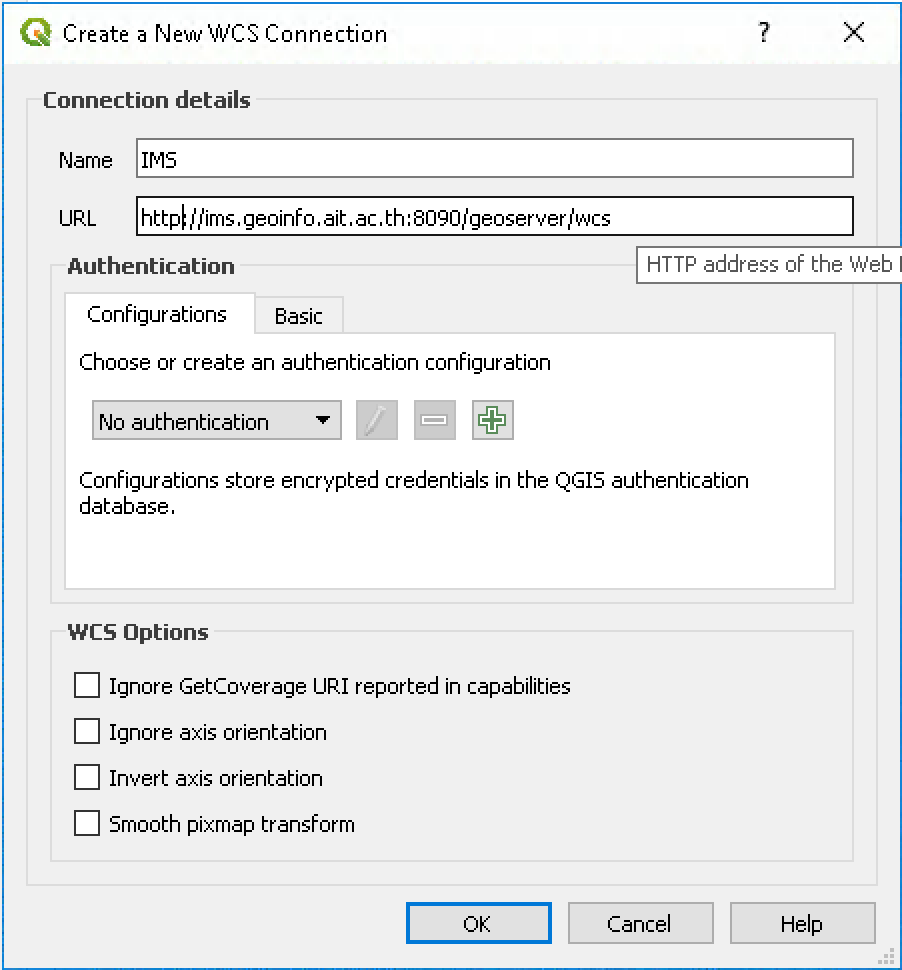 Create a New WCS Connection
?
Connection details
Name IMS
URL http://ims.geoinfo.ait.ac.th:8090/geoserver/wcs
HTTP address of the Web
Authentication
Configurations Basic
Choose or create an authentication configuration
No authentication
Configurations store encrypted credentials in the QGIS authentication
database.
WCS Options
Ignore GetCoverage URI reported in capabilities
Ignore axis orientation
Invert axis orientation
Smooth pixmap transform
OK Cancel Help